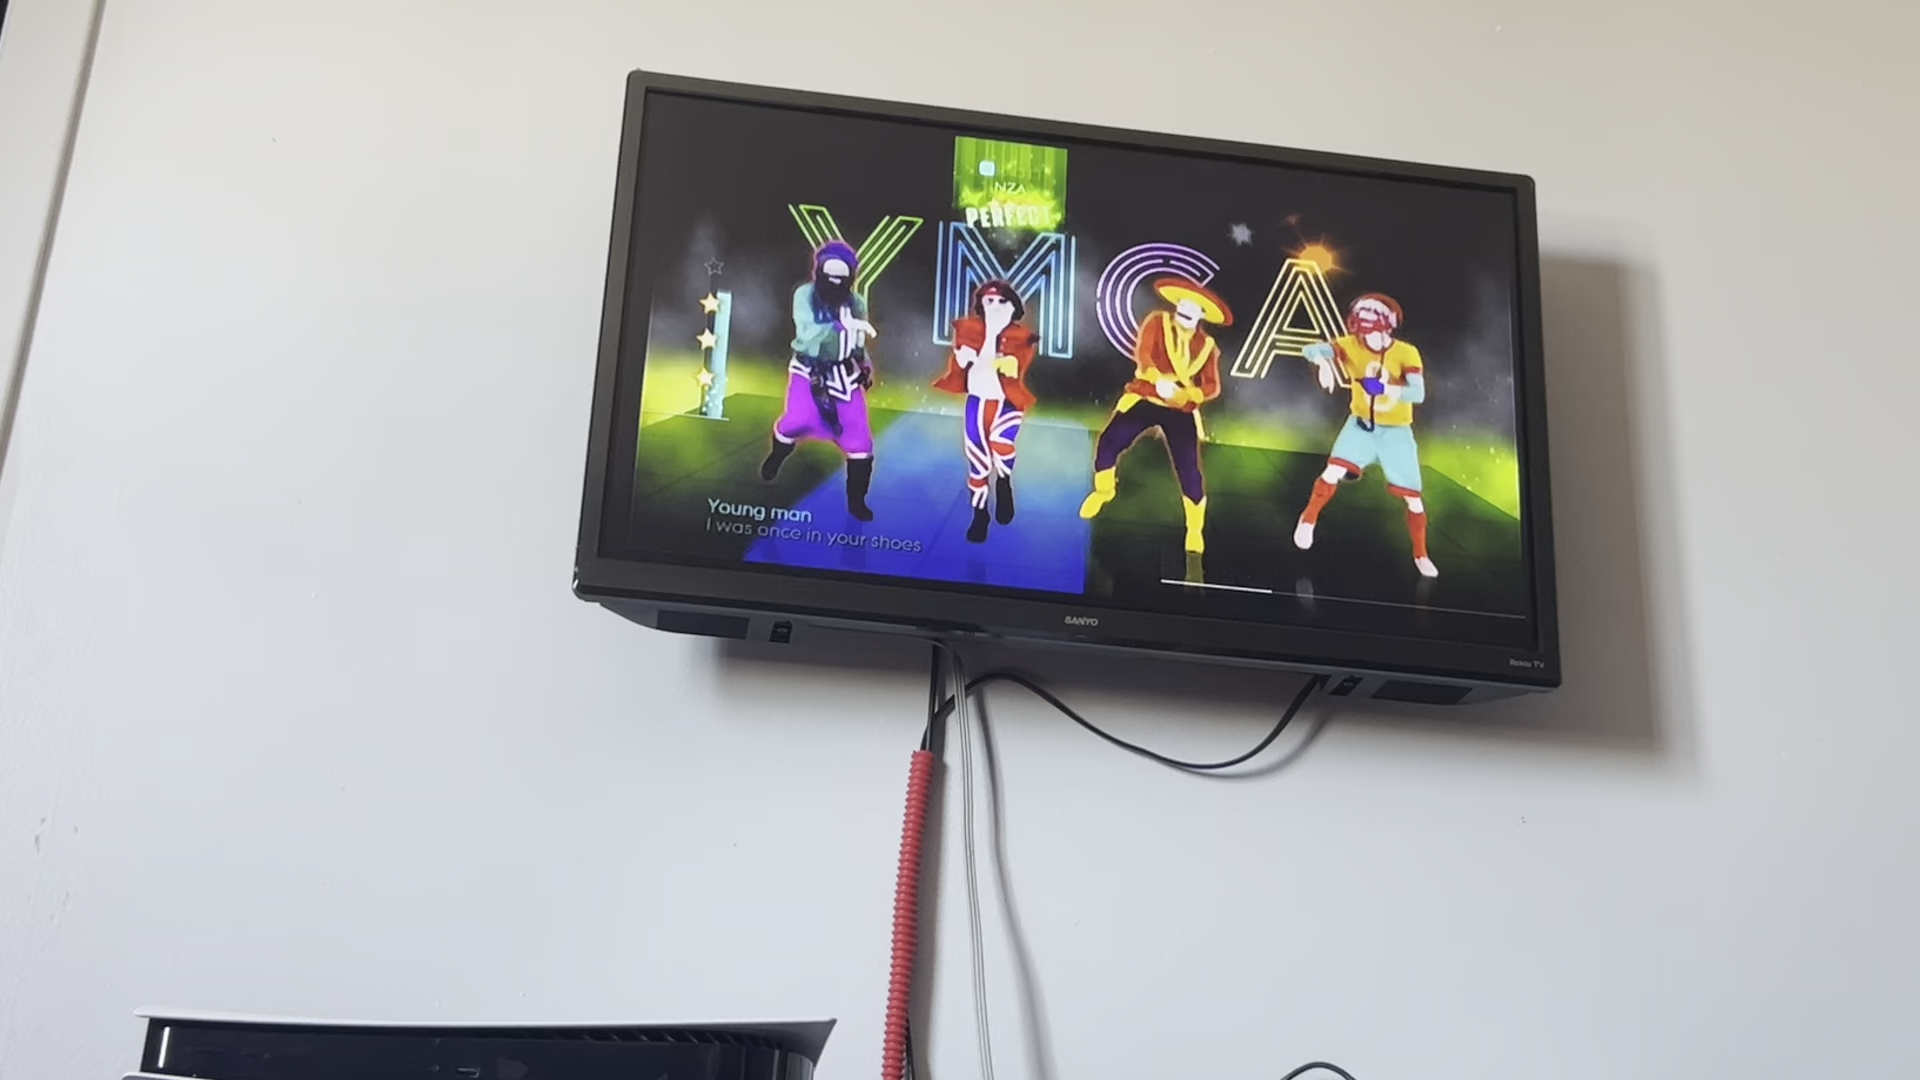 NZA
PERFECT
YMCA
Young man
I was once in your shoes
SANYO
Roku TV